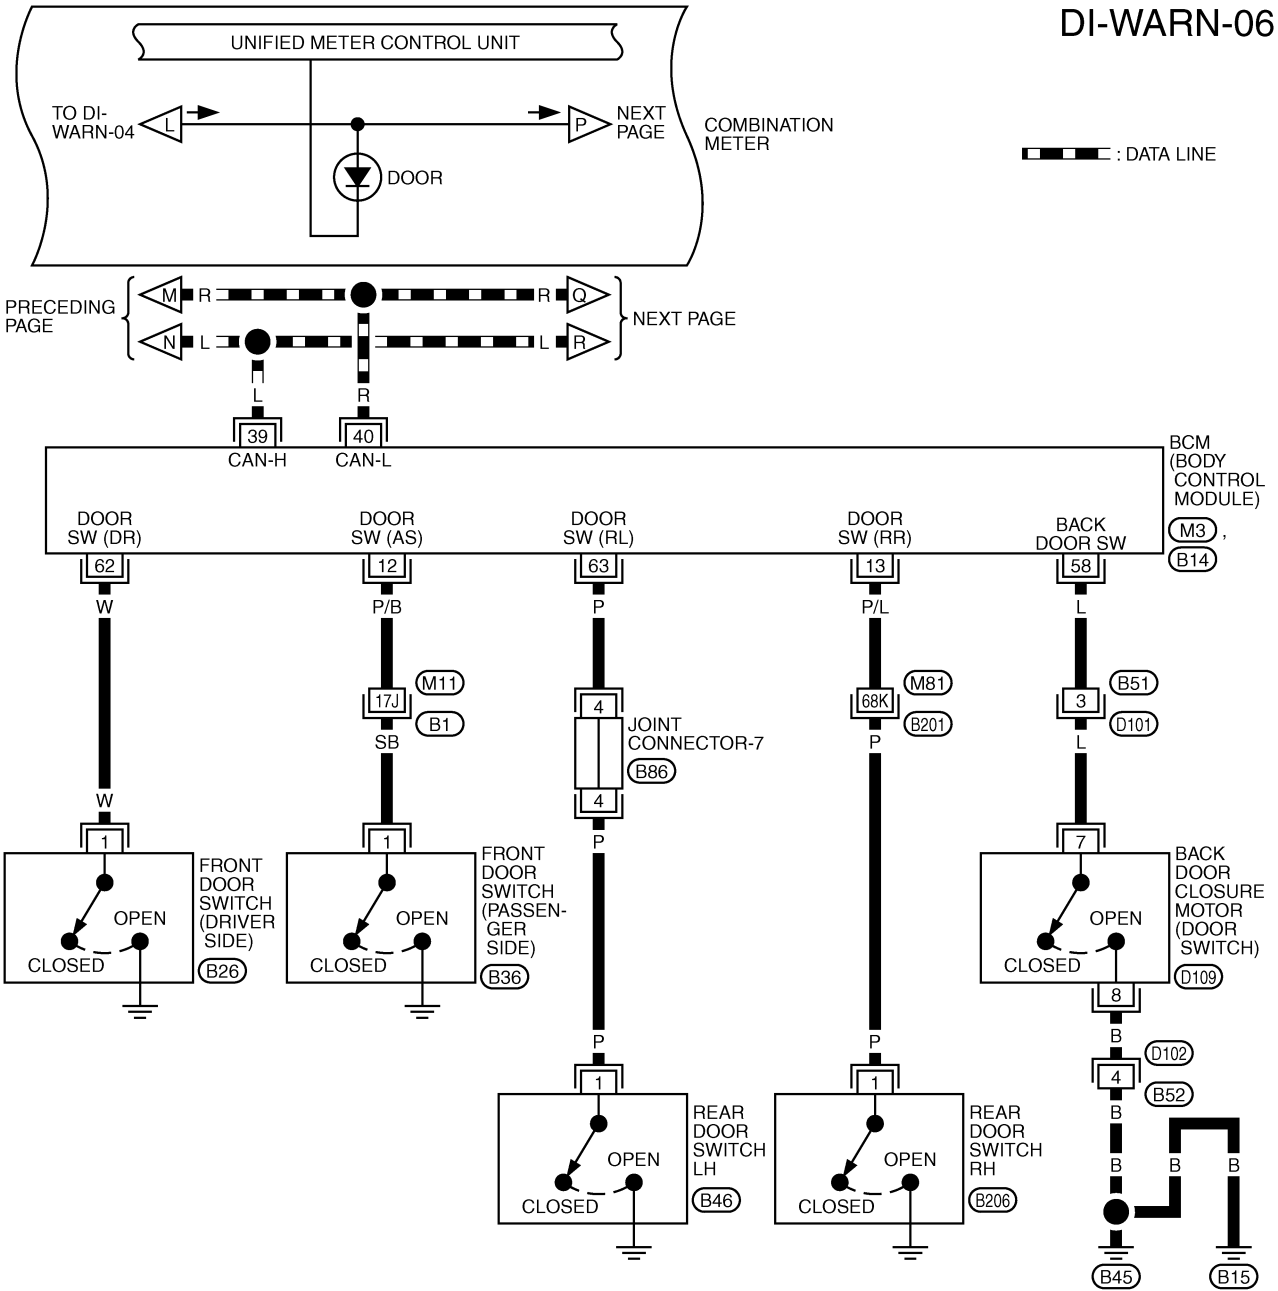 DI-WARN-06
UNIFIED METER CONTROL UNIT
TO DI-
WARN-04
L
P
NEXT
PAGE
COMBINATION
METER
DOOR
: DATA LINE
PRECEDING
PAGE
M R
R Q
N L
L R
NEXT PAGE
L
R
39
40
CAN-H
CAN-L
BCM
(BODY
CONTROL
MODULE)
M3 ,
B14
DOOR
SW (DR)
DOOR
SW (AS)
DOOR
SW (RL)
DOOR
SW (RR)
BACK
DOOR SW
62
12
63
13
58
W
P/B
P
P/L
L
17J
M11
B1
SB
4
JOINT
CONNECTOR-7
B86
4
P
68K
M81
B201
P
3
B51
D101
L
W
1
FRONT
DOOR
SWITCH
(DRIVER
SIDE)
B26
OPEN
CLOSED
1
FRONT
DOOR
SWITCH
(PASSEN-
GER
SIDE)
B36
OPEN
CLOSED
7
BACK
DOOR
CLOSURE
MOTOR
(DOOR
SWITCH)
D109
OPEN
CLOSED
8
B
D102
4
B52
B
P
1
REAR
DOOR
SWITCH
LH
B46
OPEN
CLOSED
P
1
REAR
DOOR
SWITCH
RH
B206
OPEN
CLOSED
B
B
B
B45
B15